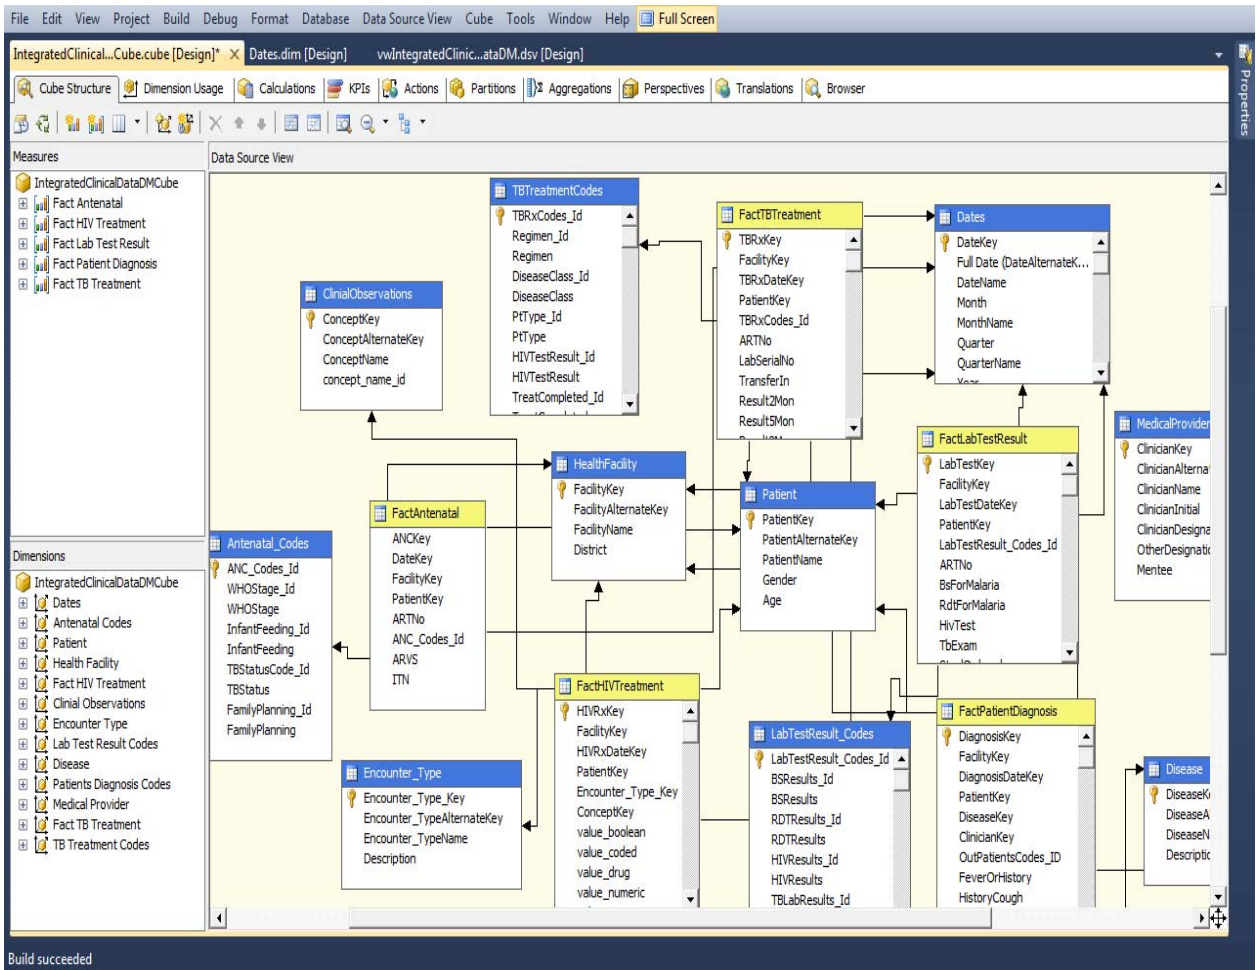 File Edit View Project Build Debug Format Database Data Source View Cube Tools Window Help Full Screen
IntegratedClinical...Cube.cube [Design]* Dates.dim [Design] vwIntegratedClinic...ataDM.dsv [Design]
Properties
Cube Structure Dimension Usage Calculations KPIs Actions Partitions Aggregations Perspectives Translations Browser
Measures
IntegratedClinicalDataDMCube
Fact Antenatal
Fact HIV Treatment
Fact Lab Test Result
Fact Patient Diagnosis
Fact TB Treatment
Dimensions
IntegratedClinicalDataDMCube
Dates
Antenatal Codes
Patient
Health Facility
Fact HIV Treatment
Clinial Observations
Encounter Type
Lab Test Result Codes
Disease
Patients Diagnosis Codes
Medical Provider
Fact TB Treatment
TB Treatment Codes
Data Source View
TBTreatmentCodes
TBRxCodes_Id
Regimen_Id
Regimen
DiseaseClass_Id
DiseaseClass
PtType_Id
PtType
HIVTestResult_Id
HIVTestResult
TreatCompleted_Id
FactTBTreatment
TBRxKey
FacilityKey
TBRxDateKey
PatientKey
TBRxCodes_Id
ARTNo
LabSerialNo
TransferIn
Result2Mon
Result5Mon
Dates
DateKey
Full Date (DateAlternateK...
DateName
Month
MonthName
Quarter
QuarterName
Year
ClinialObservations
ConceptKey
ConceptAlternateKey
ConceptName
concept_name_id
HealthFacility
FacilityKey
FacilityAlternateKey
FacilityName
District
Patient
PatientKey
PatientAlternateKey
PatientName
Gender
Age
FactLabTestResult
LabTestKey
FacilityKey
LabTestDateKey
PatientKey
LabTestResult_Codes_Id
ARTNo
BsForMalaria
RdtForMalaria
HivTest
TbExam
MedicalProvider
ClinicianKey
ClinicianAlternat
ClinicianName
ClinicianInitial
ClinicianDesigna
OtherDesignatio
Mentee
FactAntenatal
ANCKey
DateKey
FacilityKey
PatientKey
ARTNo
ANC_Codes_Id
ARVS
ITN
Antenatal_Codes
ANC_Codes_Id
WHOStage_Id
WHOStage
InfantFeeding_Id
InfantFeeding
TBStatusCode_Id
TBStatus
FamilyPlanning_Id
FamilyPlanning
Encounter_Type
Encounter_Type_Key
Encounter_TypeAlternateKey
Encounter_TypeName
Description
FactHIVTreatment
HIVRxKey
FacilityKey
HIVRxDateKey
PatientKey
Encounter_Type_Key
ConceptKey
value_boolean
value_coded
value_drug
value_numeric
LabTestResult_Codes
LabTestResult_Codes_Id
BSResults_Id
BSResults
RDTResults_Id
RDTResults
HIVResults_Id
HIVResults
TBLabResults_Id
FactPatientDiagnosis
DiagnosisKey
FacilityKey
DiagnosisDateKey
PatientKey
DiseaseKey
ClinicianKey
OutPatientsCodes_ID
FeverOrHistory
HistoryCough
Disease
DiseaseK
DiseaseA
DiseaseN
Descriptio
Build succeeded